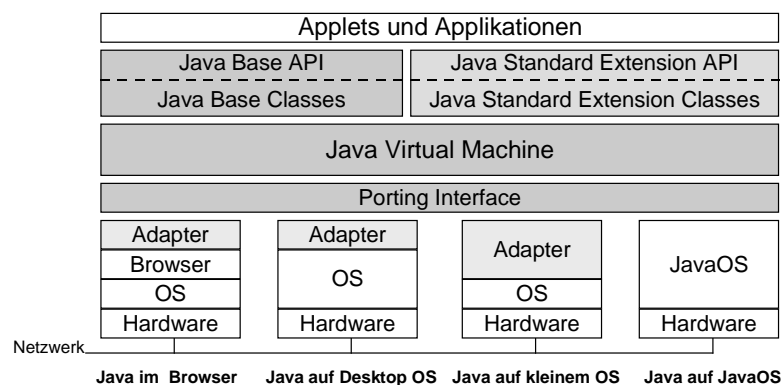 Applets und Applikationen
Java Base API Java Standard Extension API
Java Base Classes Java Standard Extension Classes
Java Virtual Machine
Porting Interface
Adapter Adapter Adapter JavaOS
Browser OS
OS OS
Hardware Hardware Hardware Hardware
Netzwerk
Java im Browser Java auf Desktop OS Java auf kleinem OS Java auf JavaOS